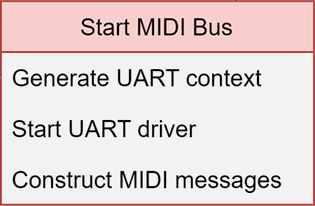 Start MIDI Bus
Generate UART context
Start UART driver
Construct MIDI messages